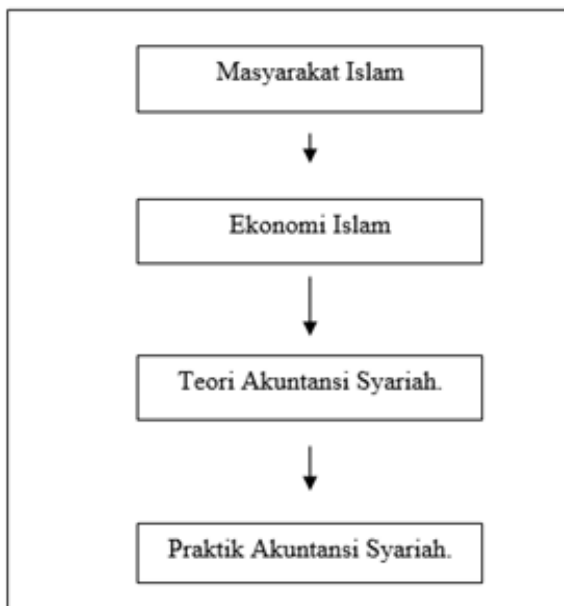 Masyarakat Islam
Ekonomi Islam
Teori Akuntansi Syariah.
Praktik Akuntansi Syariah.